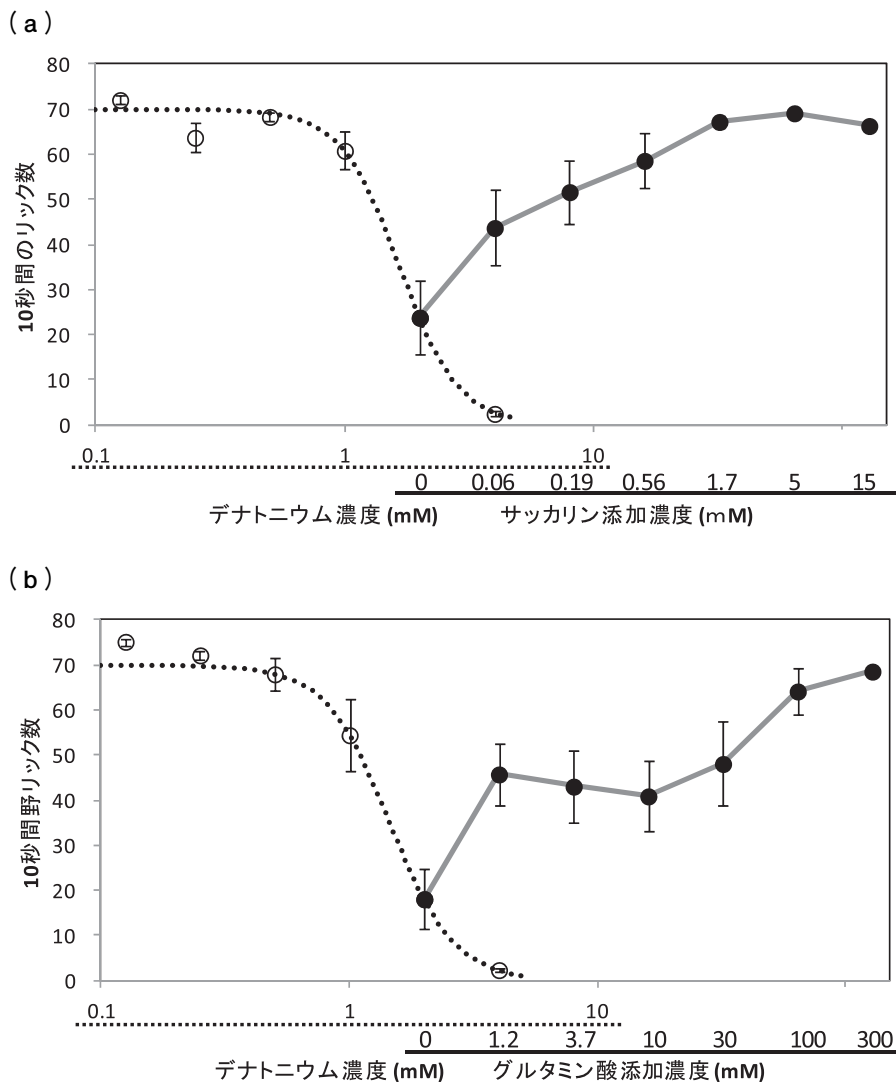 (a)
80
70
60
50
40
30
20
10
0
10秒間のリック数
0.1 1 10
0 0.06 0.19 0.56 1.7 5 15
デナトニウム濃度 (mM) サッカリン添加濃度 (mM)
(b)
80
70
60
50
40
30
20
10
0
10秒間野リック数
0.1 1 10
0 1.2 3.7 10 30 100 300
デナトニウム濃度 (mM) グルタミン酸添加濃度 (mM)